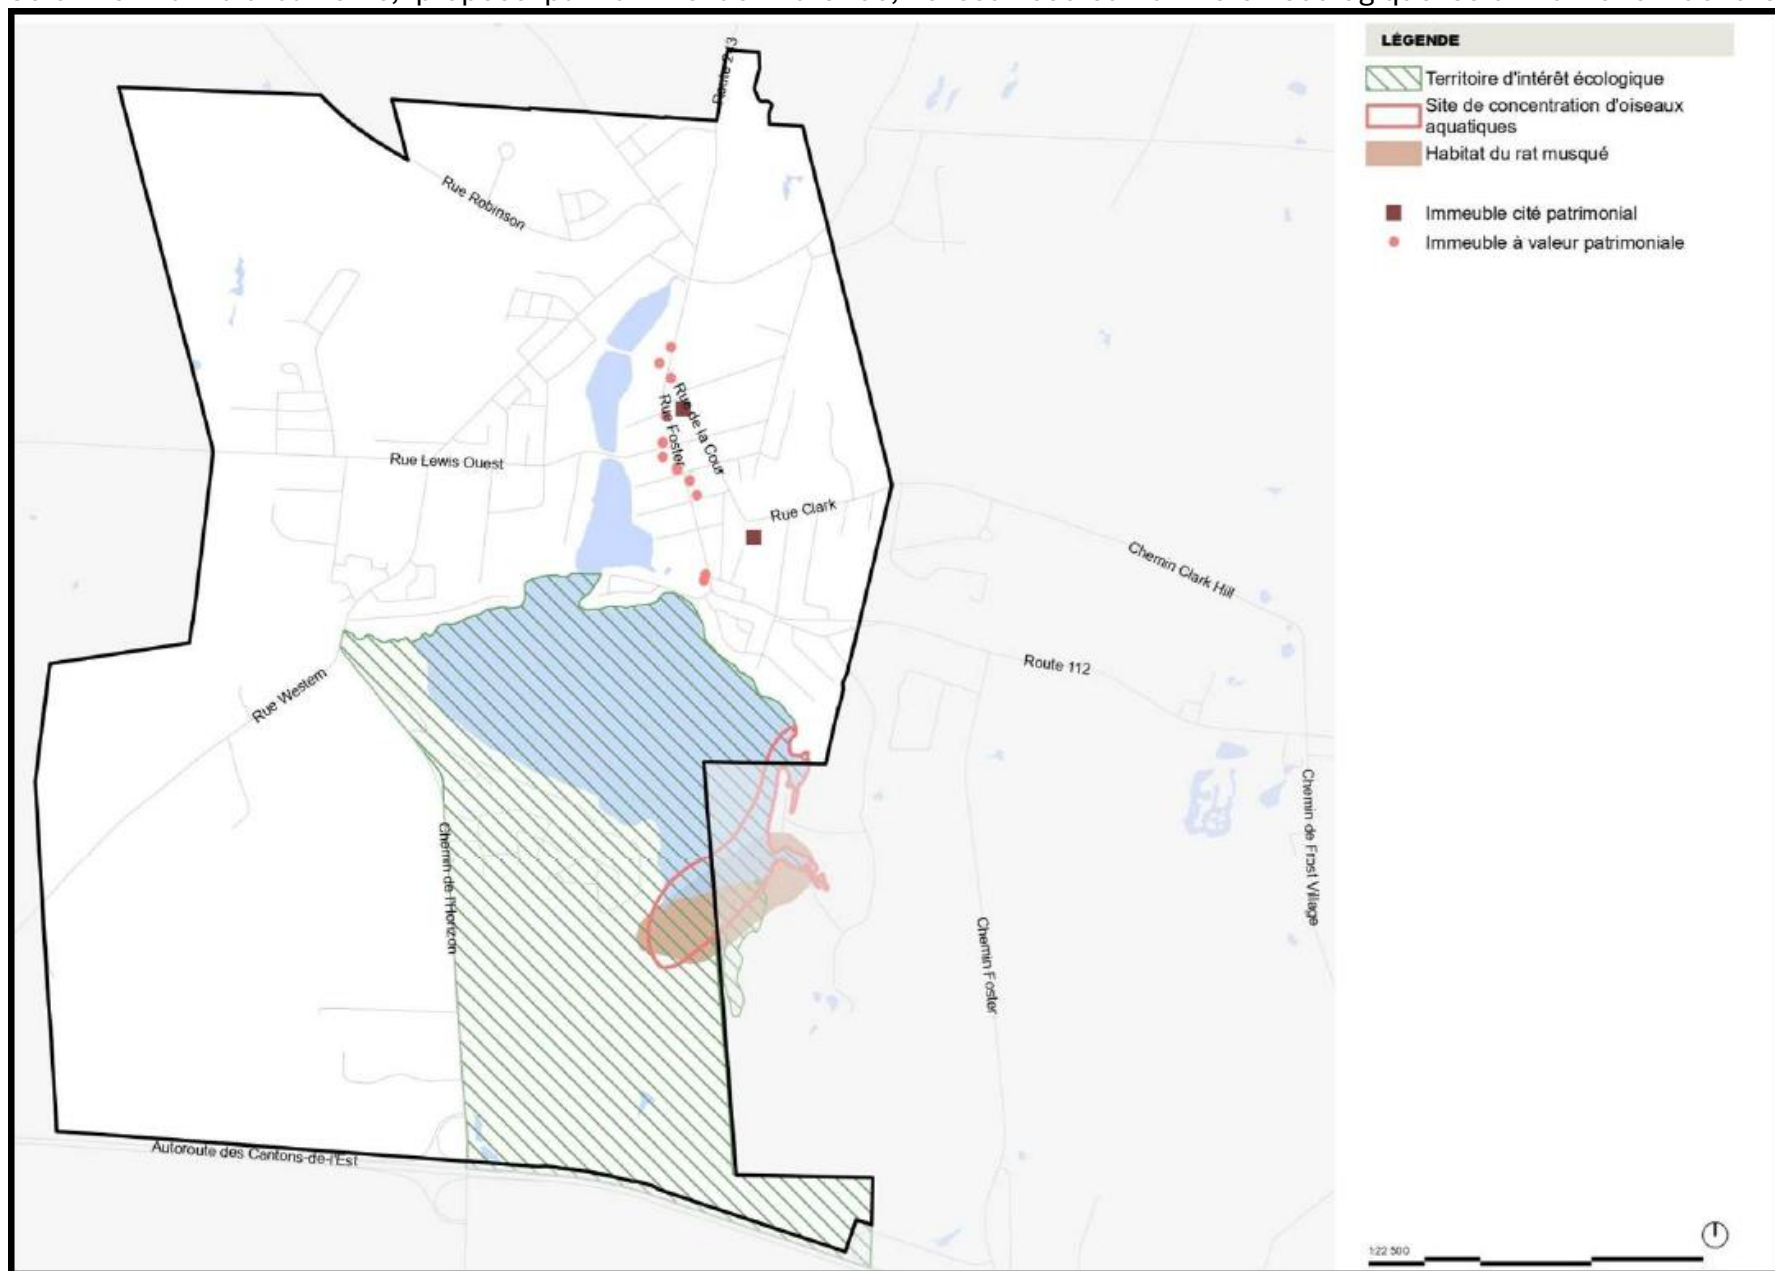 LÉGENDE
Territoire d'intérêt écologique
Site de concentration d'oiseaux
aquatiques
Habitat du rat musqué
Immeuble cité patrimonial
Immeuble à valeur patrimoniale
Rue Robinson
Rue de la Cour
Rue Foster
Rue Lewis Ouest
Rue Clark
Chemin Clark Hill
Route 112
Rue Western
Chemin de l'Horizon
Chemin Foster
Chemin de Frost Village
Autoroute des Cantons-de-l'Est
1:22 500